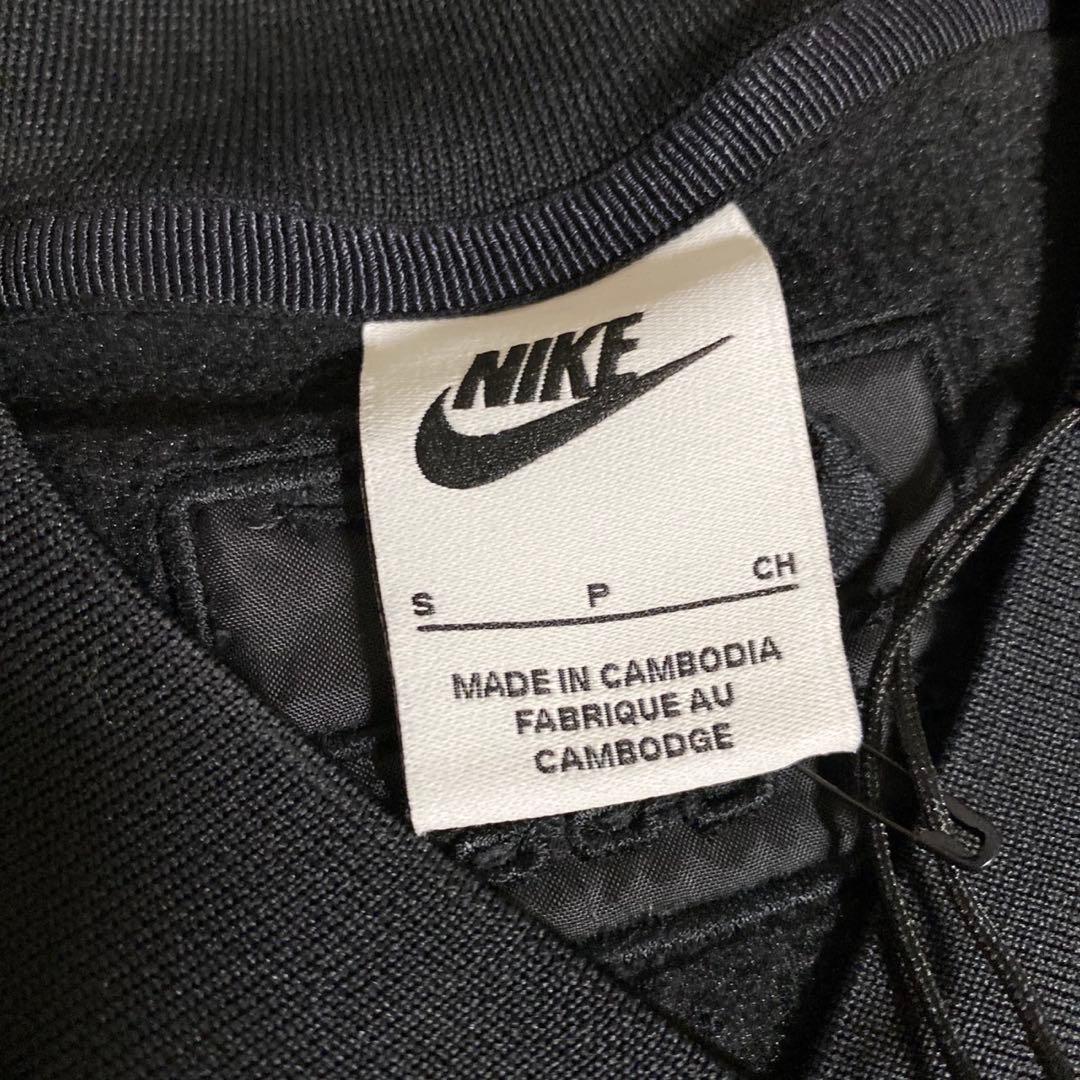 NIKE
S P CH
MADE IN CAMBODIA
FABRIQUE AU
CAMBODGE